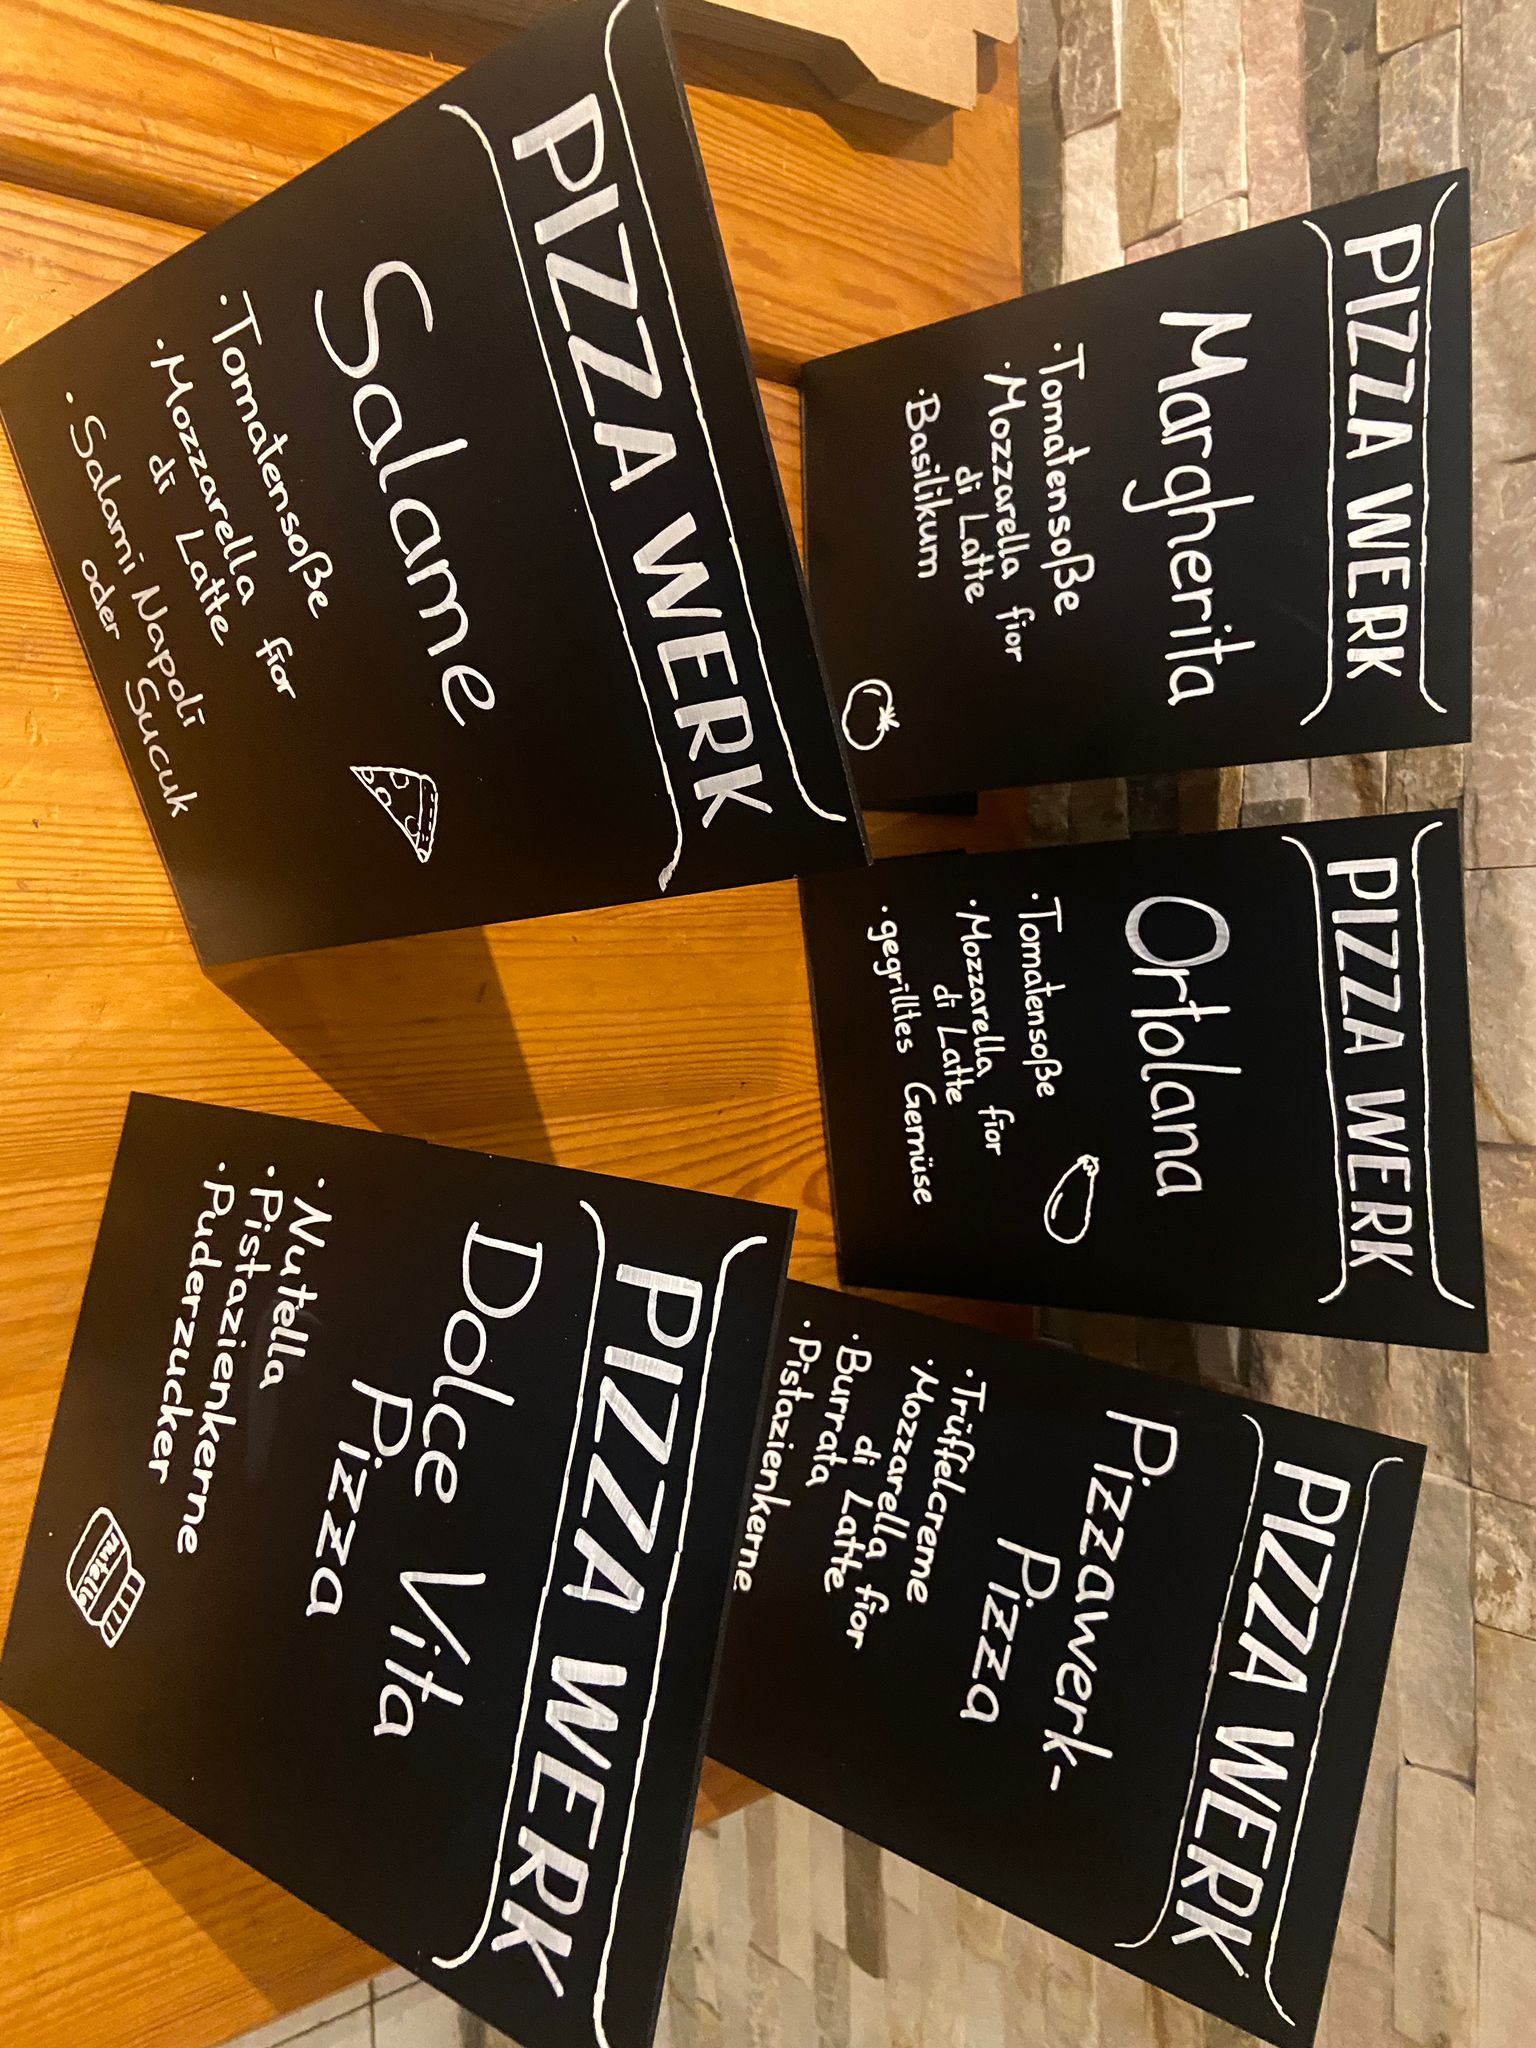 PIZZA WERK
Margherita
·Tomatensoße
·Mozzarella fior
di Latte
·Basilikum
PIZZA WERK
Ortolana
·Tomatensoße
·Mozzarella fior
di Latte
·gegrilltes Gemüse
PIZZA WERK
Pizzawerk-
Pizza
·Trüffelcreme
·Mozzarella fior
di Latte
·Burrata
·Pistazienkerne
PIZZA WERK
Salame
·Tomatensoße
·Mozzarella fior
di Latte
·Salami Napoli
oder Sucuk
PIZZA WERK
Dolce Vita
Pizza
·Nutella
·Pistazienkerne
·Puderzucker
nutella